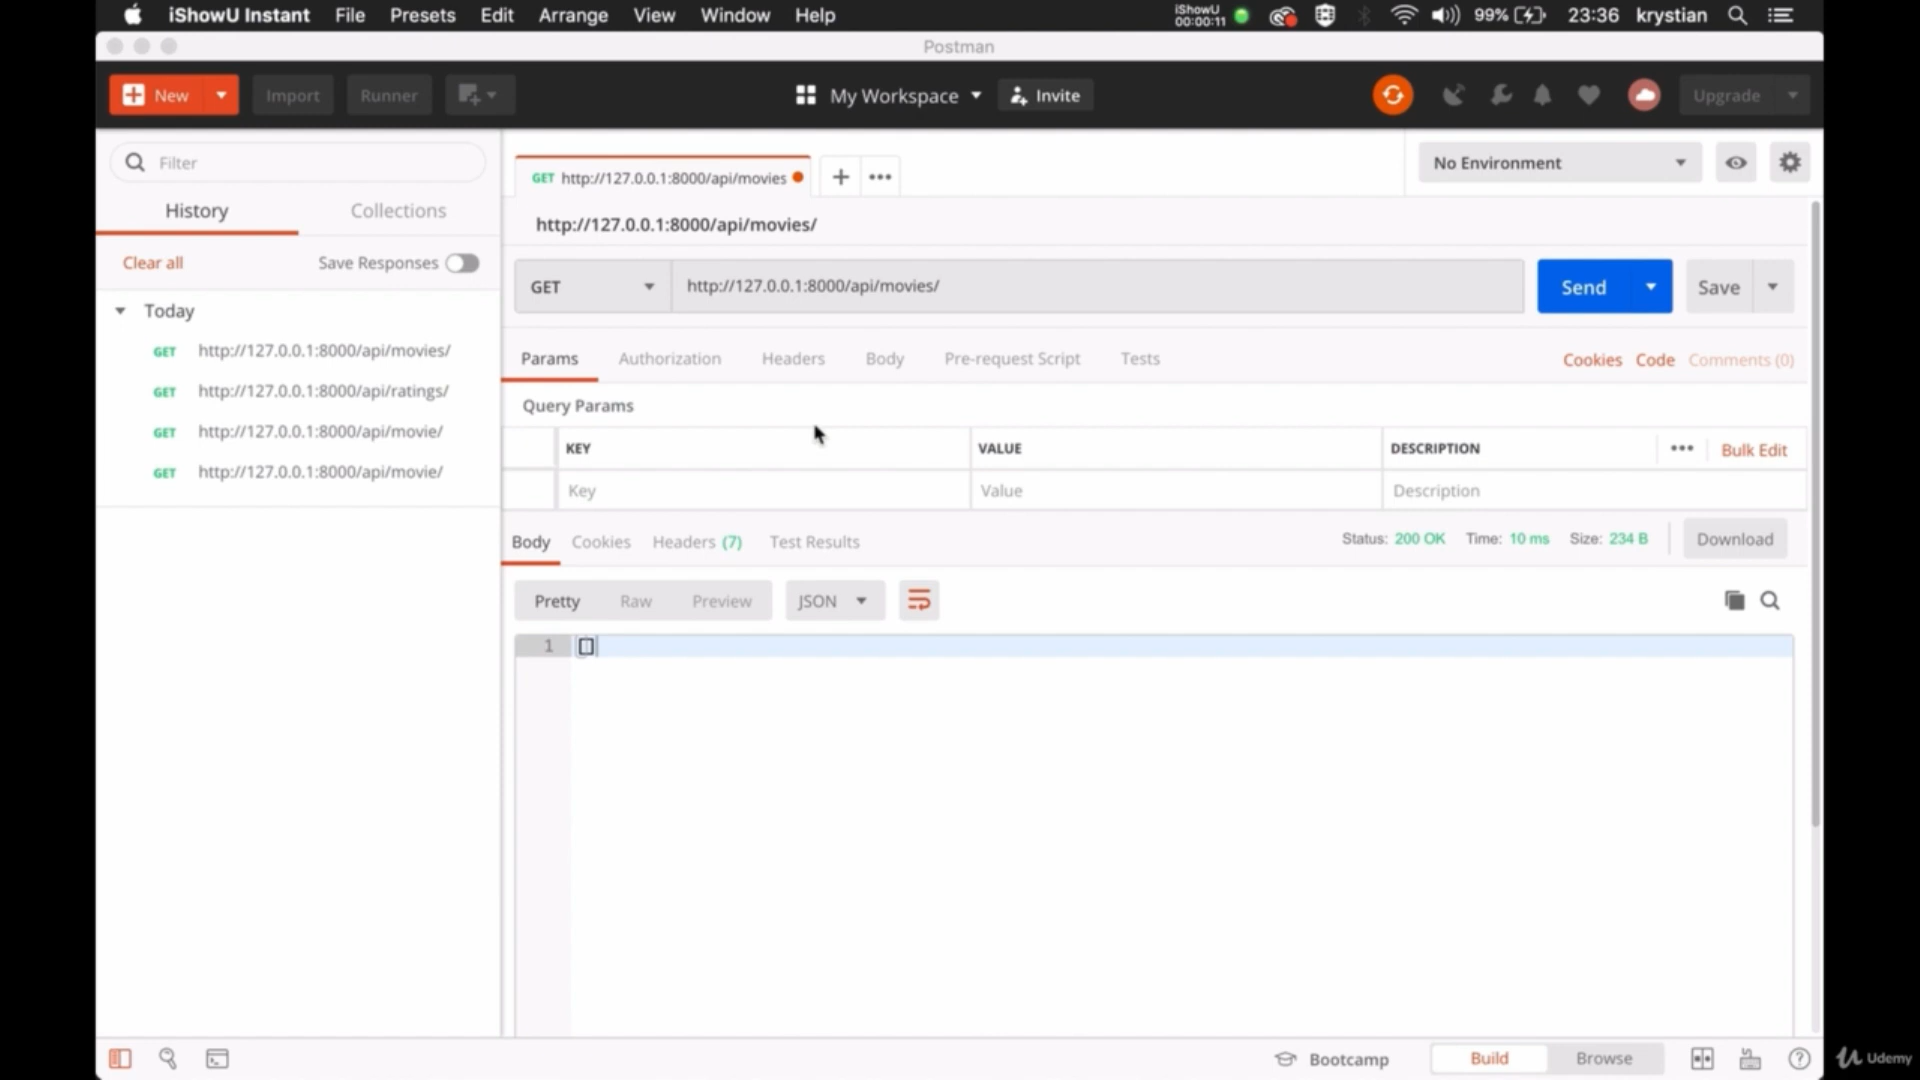 iShowU Instant File Presets Edit Arrange View Window Help iShowU 00:00:11 99% 23:36 krystian
Postman
New Import Runner My Workspace Invite Upgrade
Filter
No Environment
GET http://127.0.0.1:8000/api/movies
History Collections
http://127.0.0.1:8000/api/movies/
Clear all Save Responses
GET http://127.0.0.1:8000/api/movies/ Send Save
Today
GET http://127.0.0.1:8000/api/movies/
GET http://127.0.0.1:8000/api/ratings/
GET http://127.0.0.1:8000/api/movie/
GET http://127.0.0.1:8000/api/movie/
Params Authorization Headers Body Pre-request Script Tests Cookies Code Comments (0)
Query Params
KEY VALUE DESCRIPTION Bulk Edit
Key Value Description
Body Cookies Headers (7) Test Results Status: 200 OK Time: 10 ms Size: 234 B Download
Pretty Raw Preview JSON
1 []
Bootcamp Build Browse
Udemy